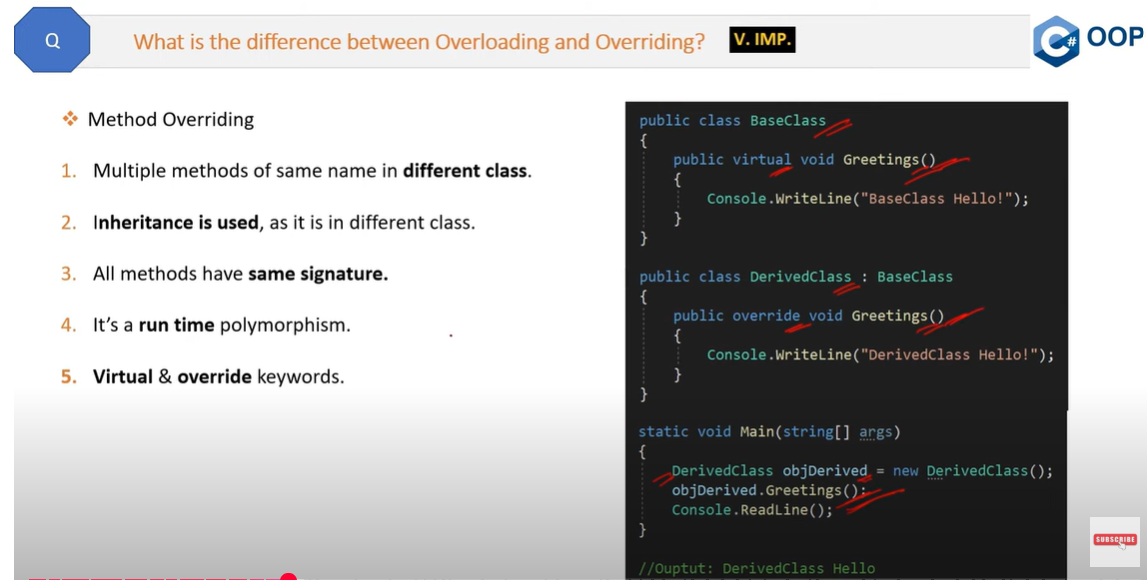 Q
What is the difference between Overloading and Overriding?
V. IMP.
C# OOP
❖ Method Overriding
1. Multiple methods of same name in different class.
2. Inheritance is used, as it is in different class.
3. All methods have same signature.
4. It's a run time polymorphism.
5. Virtual & override keywords.
public class BaseClass
{
public virtual void Greetings()
{
Console.WriteLine("BaseClass Hello!");
}
}
public class DerivedClass : BaseClass
{
public override void Greetings()
{
Console.WriteLine("DerivedClass Hello!");
}
}
static void Main(string[] args)
{
DerivedClass objDerived = new DerivedClass();
objDerived.Greetings();
Console.ReadLine();
}
//Ouptut: DerivedClass Hello
SUBSCRIBE